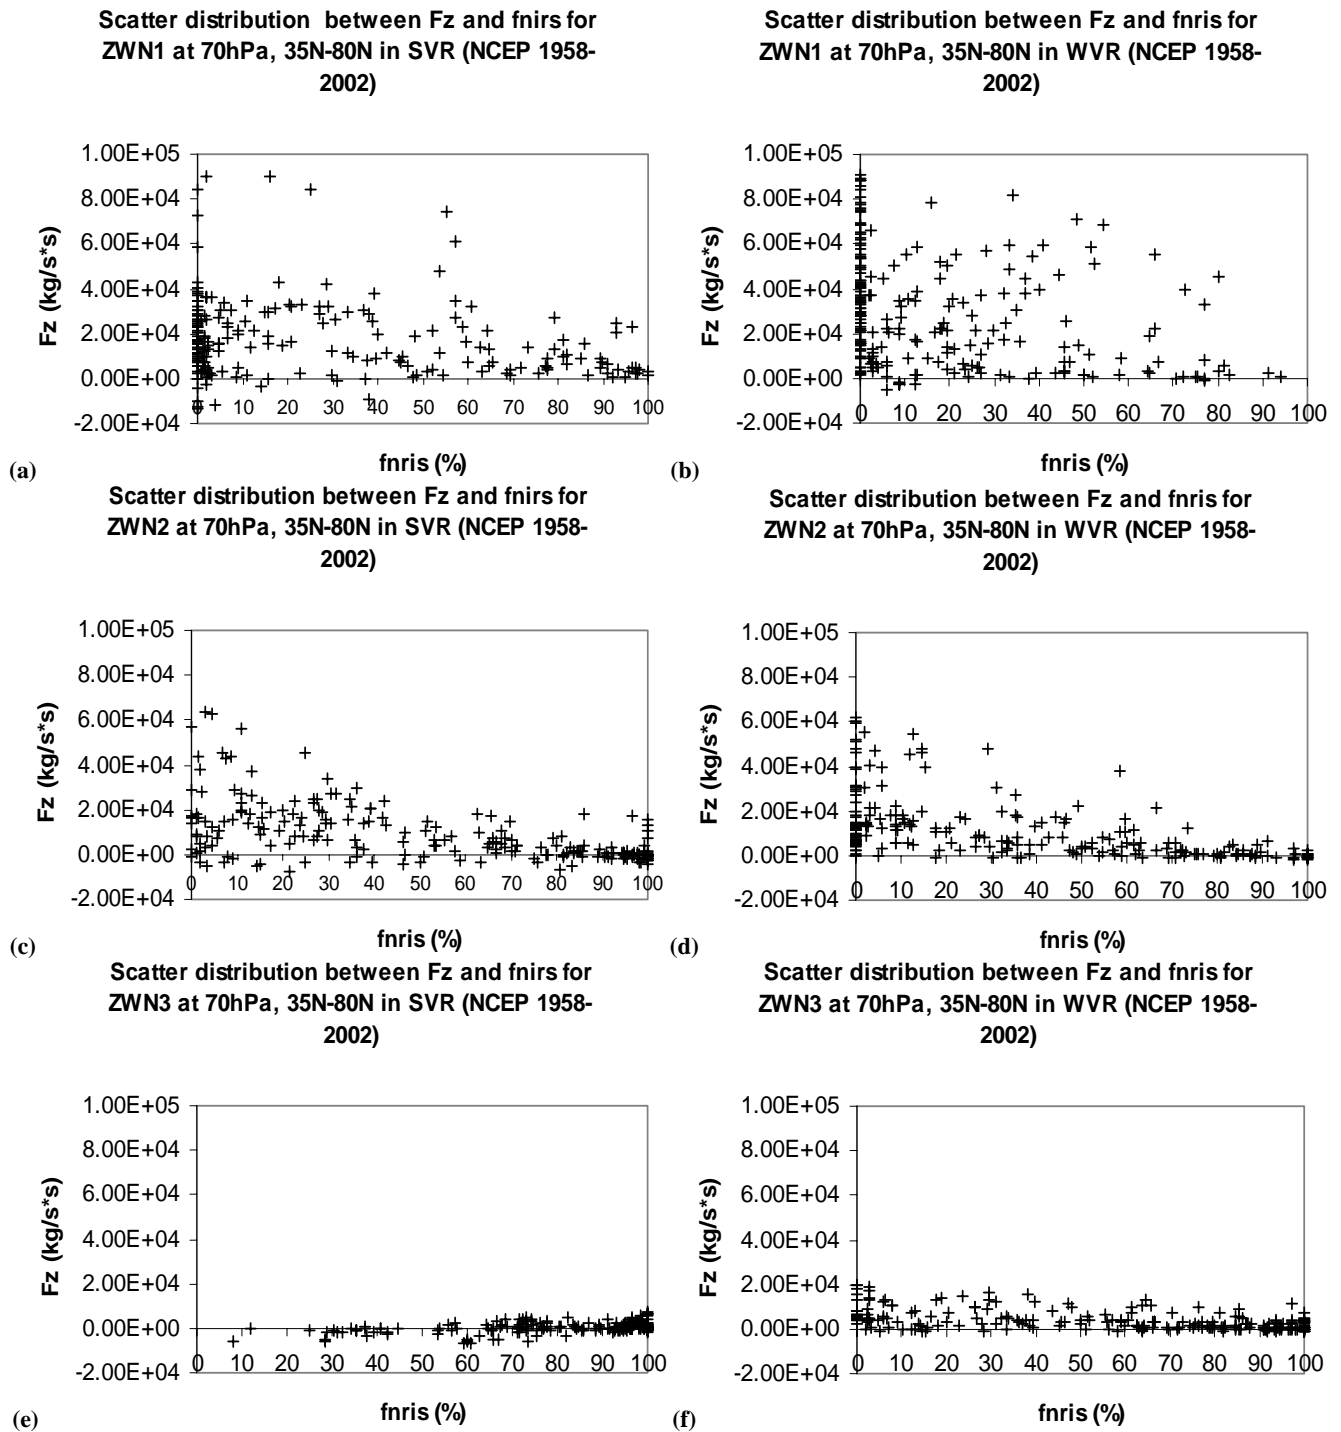 Scatter distribution between Fz and fnirs for
ZWN1 at 70hPa, 35N-80N in SVR (NCEP 1958-
2002)
1.00E+05
8.00E+04
6.00E+04
4.00E+04
2.00E+04
0.00E+00
-2.00E+04
Fz (kg/s*s)
0 10 20 30 40 50 60 70 80 90 100
fnris (%)
(a)
Scatter distribution between Fz and fnris for
ZWN1 at 70hPa, 35N-80N in WVR (NCEP 1958-
2002)
1.00E+05
8.00E+04
6.00E+04
4.00E+04
2.00E+04
0.00E+00
-2.00E+04
Fz (kg/s*s)
0 10 20 30 40 50 60 70 80 90 100
fnris (%)
(b)
Scatter distribution between Fz and fnirs for
ZWN2 at 70hPa, 35N-80N in SVR (NCEP 1958-
2002)
1.00E+05
8.00E+04
6.00E+04
4.00E+04
2.00E+04
0.00E+00
-2.00E+04
Fz (kg/s*s)
0 10 20 30 40 50 60 70 80 90 100
fnris (%)
(c)
Scatter distribution between Fz and fnris for
ZWN2 at 70hPa, 35N-80N in WVR (NCEP 1958-
2002)
1.00E+05
8.00E+04
6.00E+04
4.00E+04
2.00E+04
0.00E+00
-2.00E+04
Fz (kg/s*s)
0 10 20 30 40 50 60 70 80 90 100
fnris (%)
(d)
Scatter distribution between Fz and fnirs for
ZWN3 at 70hPa, 35N-80N in SVR (NCEP 1958-
2002)
1.00E+05
8.00E+04
6.00E+04
4.00E+04
2.00E+04
0.00E+00
-2.00E+04
Fz (kg/s*s)
0 10 20 30 40 50 60 70 80 90 100
fnris (%)
(e)
Scatter distribution between Fz and fnris for
ZWN3 at 70hPa, 35N-80N in WVR (NCEP 1958-
2002)
1.00E+05
8.00E+04
6.00E+04
4.00E+04
2.00E+04
0.00E+00
-2.00E+04
Fz (kg/s*s)
0 10 20 30 40 50 60 70 80 90 100
fnris (%)
(f)